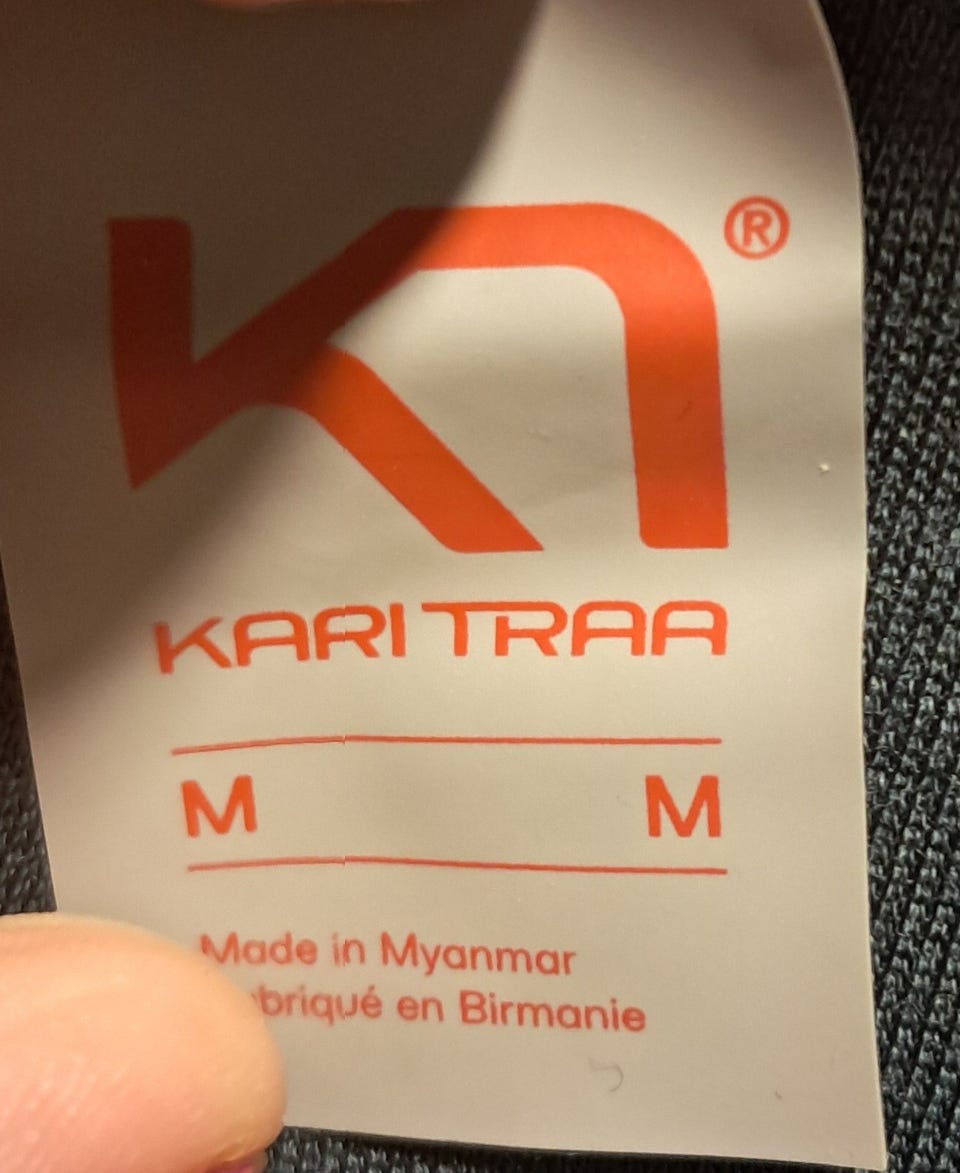 ®
KARI TRAA
M M
Made in Myanmar
en Birmanie